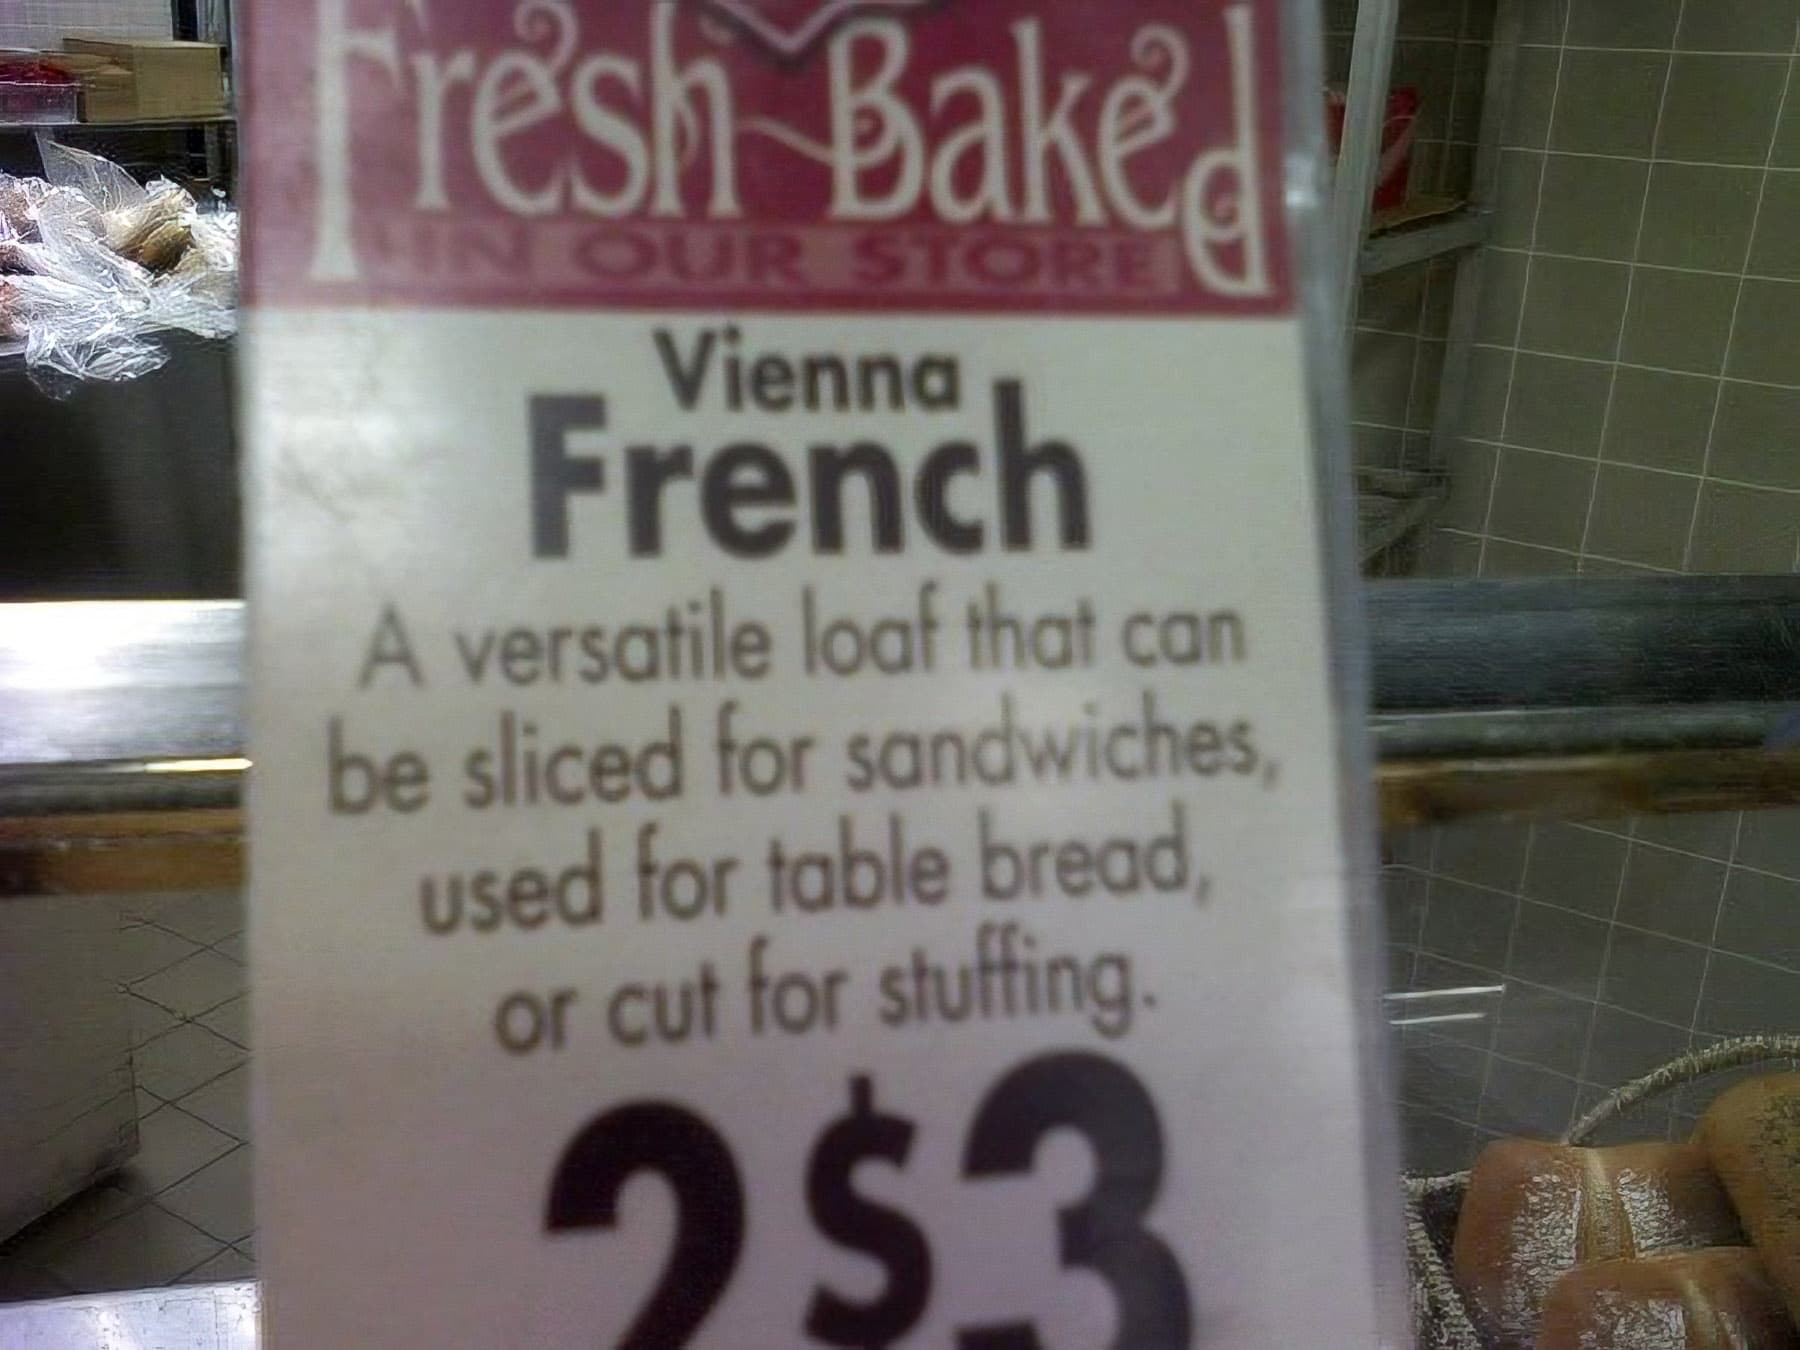 Fresh Baked
IN OUR STORE
Vienna
French
A versatile loaf that can
be sliced for sandwiches,
used for table bread,
or cut for stuffing.
2 $3